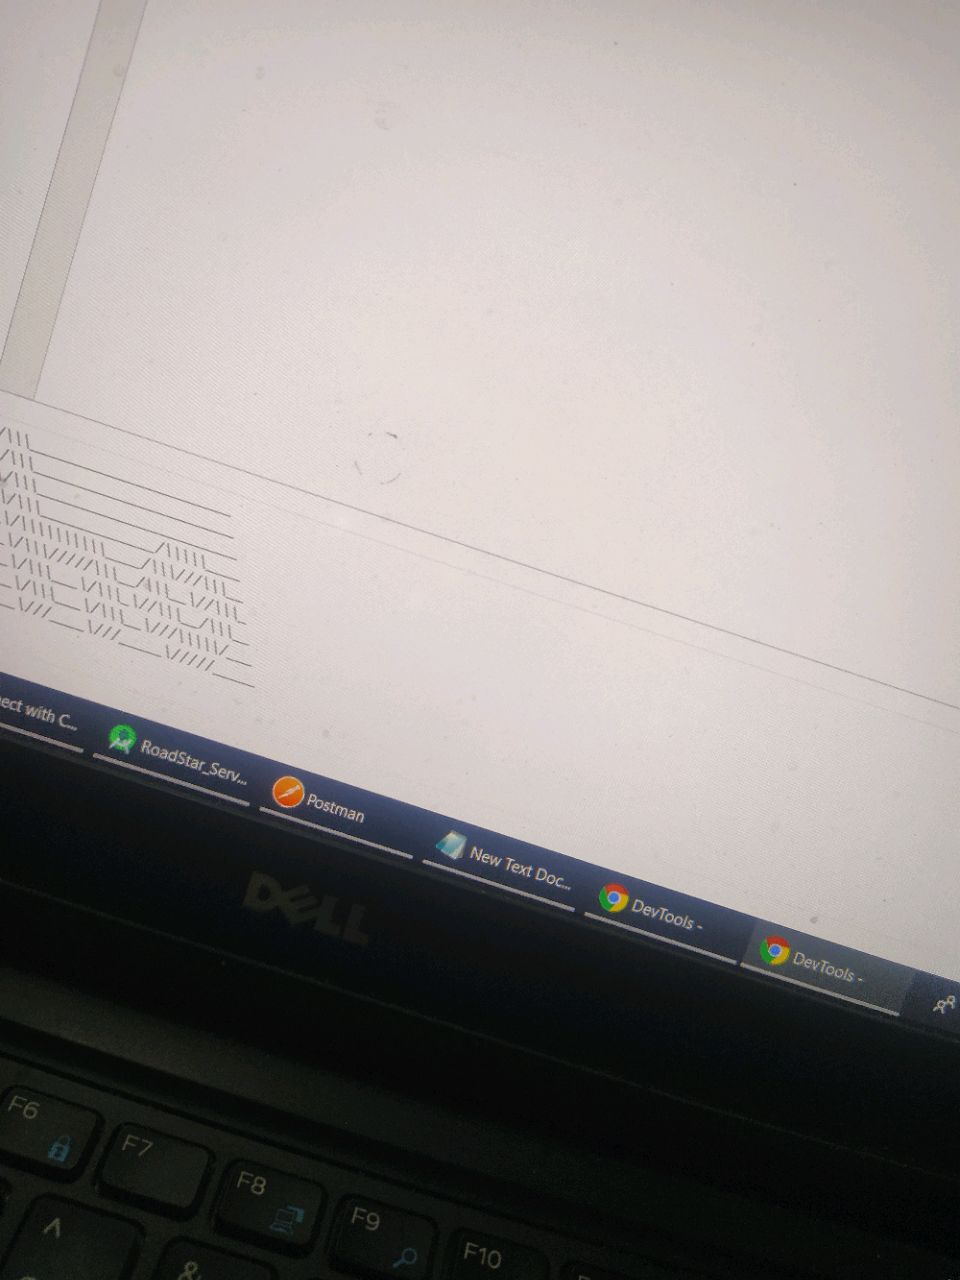 RoadStar_Serv...
Postman
New Text Doc...
DevTools -
DevTools -
DELL
F6
F7
F8
F9
F10
^
&